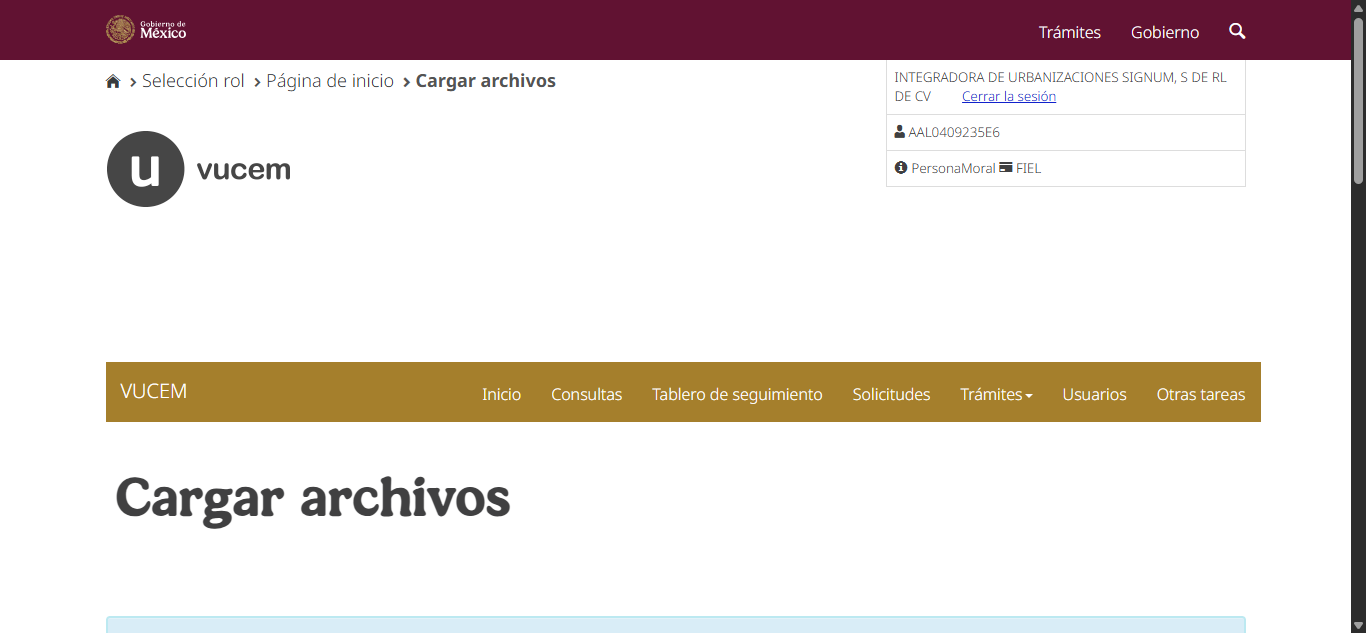 Gobierno de
México
Trámites
Gobierno
Selección rol
Página de inicio
Cargar archivos
INTEGRADORA DE URBANIZACIONES SIGNUM, S DE RL
DE CV Cerrar la sesión
AAL0409235E6
PersonaMoral FIEL
u vucem
VUCEM
Inicio
Consultas
Tablero de seguimiento
Solicitudes
Trámites
Usuarios
Otras tareas
Cargar archivos